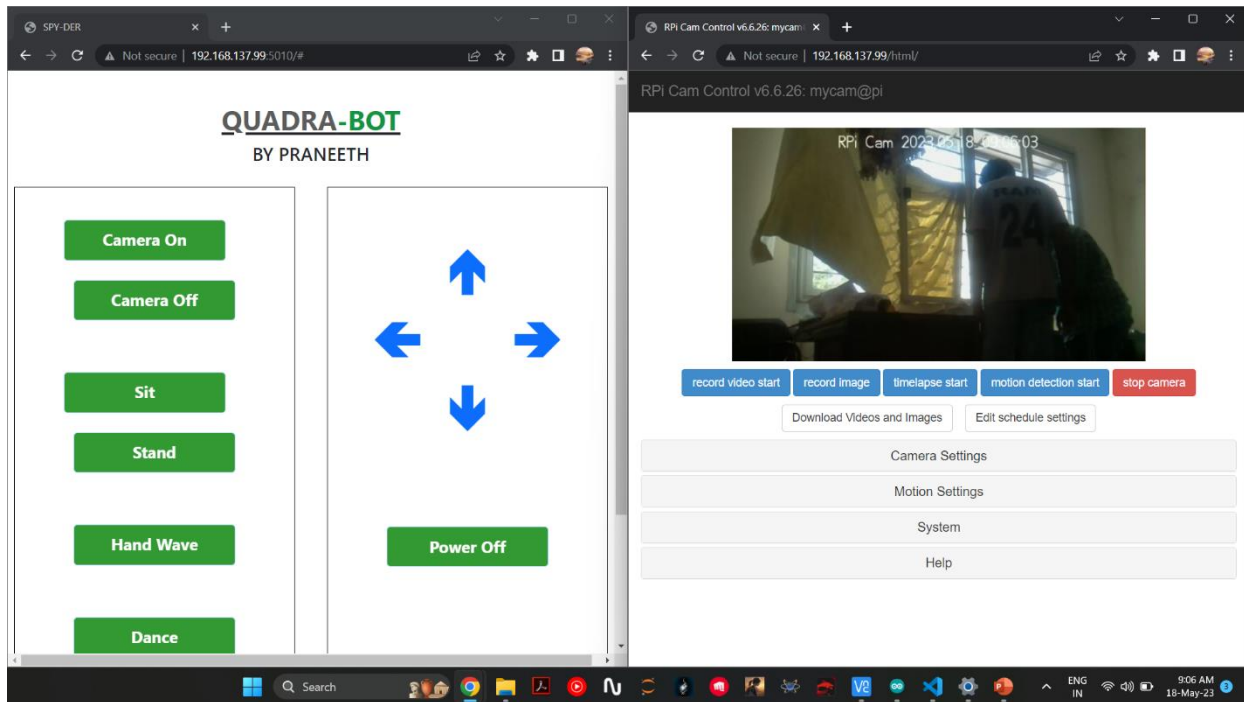 SPY-DER
Not secure | 192.168.137.99:5010/#
QUADRA-BOT
BY PRANEETH
Camera On
Camera Off
Sit
Stand
Hand Wave
Dance
Power Off
RPi Cam Control v6.6.26: mycam
Not secure | 192.168.137.99/html/
RPi Cam Control v6.6.26: mycam@pi
RPi Cam 2023
24
record video start
record image
timelapse start
motion detection start
stop camera
Download Videos and Images
Edit schedule settings
Camera Settings
Motion Settings
System
Help
Search
ENG
IN
9:06 AM
18-May-23
3